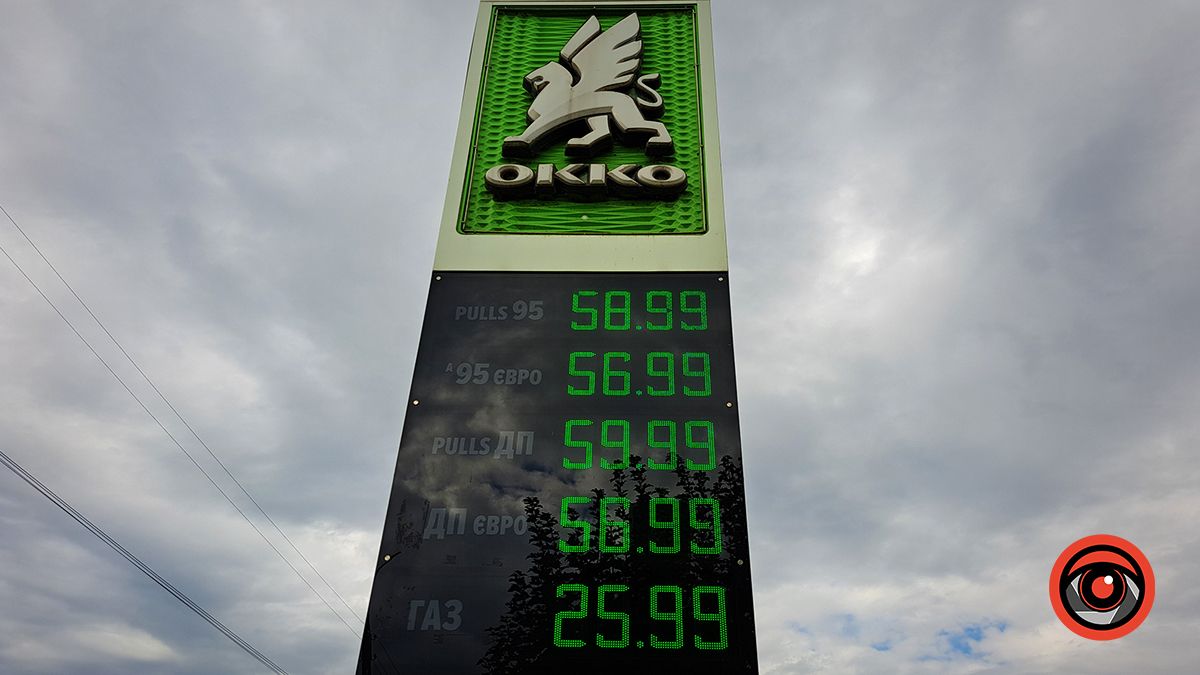 OKKO
PULLS 95 58.99
А95 ЄВРО 56.99
PULLS ДП 59.99
ДП ЄВРО 56.99
ГАЗ 25.99